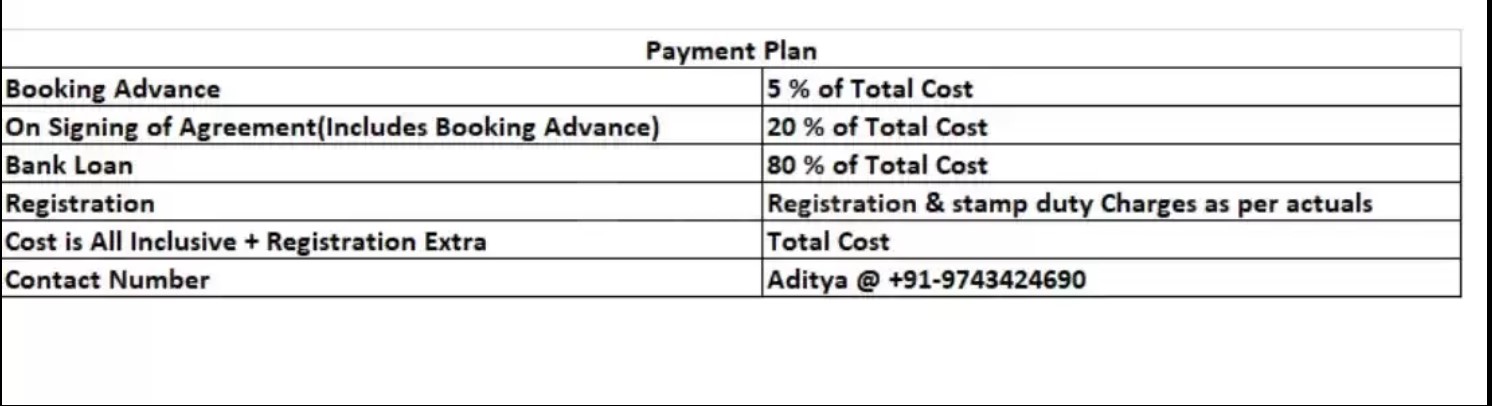 Payment Plan
Booking Advance 5 % of Total Cost
On Signing of Agreement(Includes Booking Advance) 20 % of Total Cost
Bank Loan 80 % of Total Cost
Registration Registration & stamp duty Charges as per actuals
Cost is All Inclusive + Registration Extra Total Cost
Contact Number Aditya @ +91-9743424690